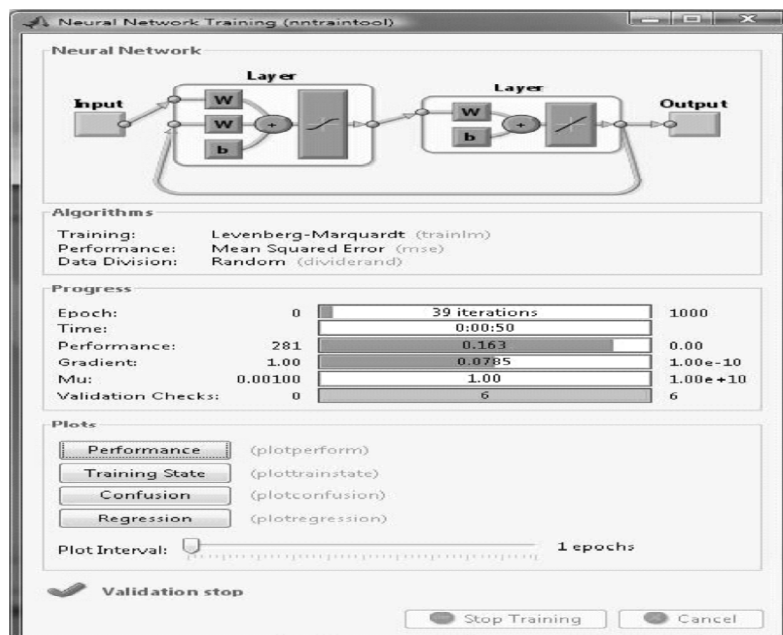 Neural Network Training (nntraintool)
Neural Network
Layer
Layer
Input
Output
W
W
b
+
W
b
+
Algorithms
Training: Levenberg-Marquardt (trainlm)
Performance: Mean Squared Error (mse)
Data Division: Random (dividerand)
Progress
Epoch: 0 39 iterations 1000
Time: 0:00:50
Performance: 281 0.163 0.00
Gradient: 1.00 0.0785 1.00e-10
Mu: 0.00100 1.00 1.00e+10
Validation Checks: 0 6 6
Plots
Performance (plotperform)
Training State (plottrainstate)
Confusion (plotconfusion)
Regression (plotregression)
Plot Interval: 1 epochs
Validation stop
Stop Training Cancel